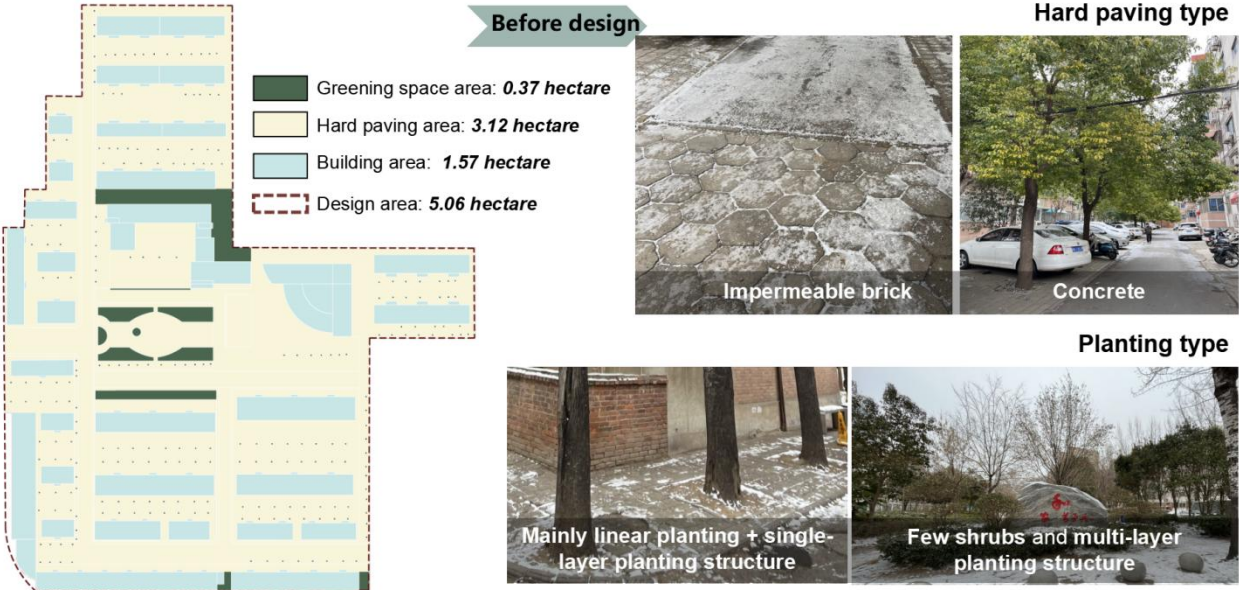 Before design
Hard paving type
Greening space area: 0.37 hectare
Hard paving area: 3.12 hectare
Building area: 1.57 hectare
Design area: 5.06 hectare
Impermeable brick
Concrete
Planting type
Mainly linear planting + single-
layer planting structure
Few shrubs and multi-layer
planting structure